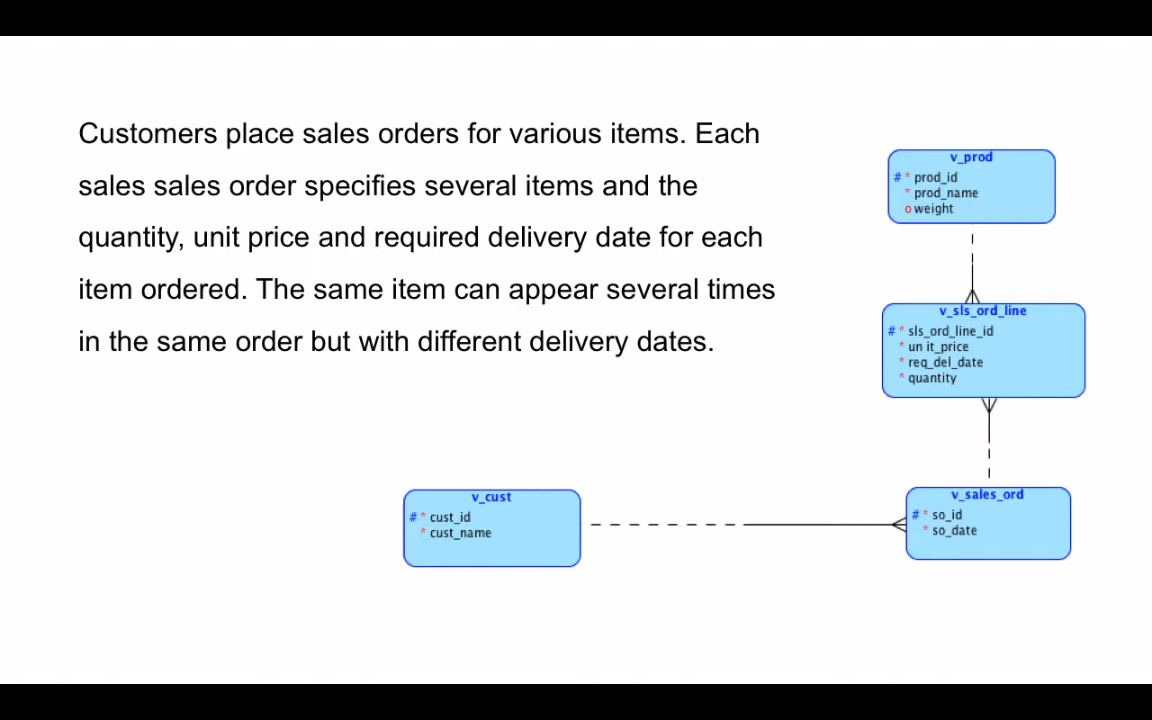 Customers place sales orders for various items. Each
sales sales order specifies several items and the
quantity, unit price and required delivery date for each
item ordered. The same item can appear several times
in the same order but with different delivery dates.
v_prod
# * prod_id
* prod_name
o weight
v_sls_ord_line
# * sls_ord_line_id
* un it_price
* req_del_date
* quantity
v_cust
# * cust_id
* cust_name
v_sales_ord
# * so_id
* so_date